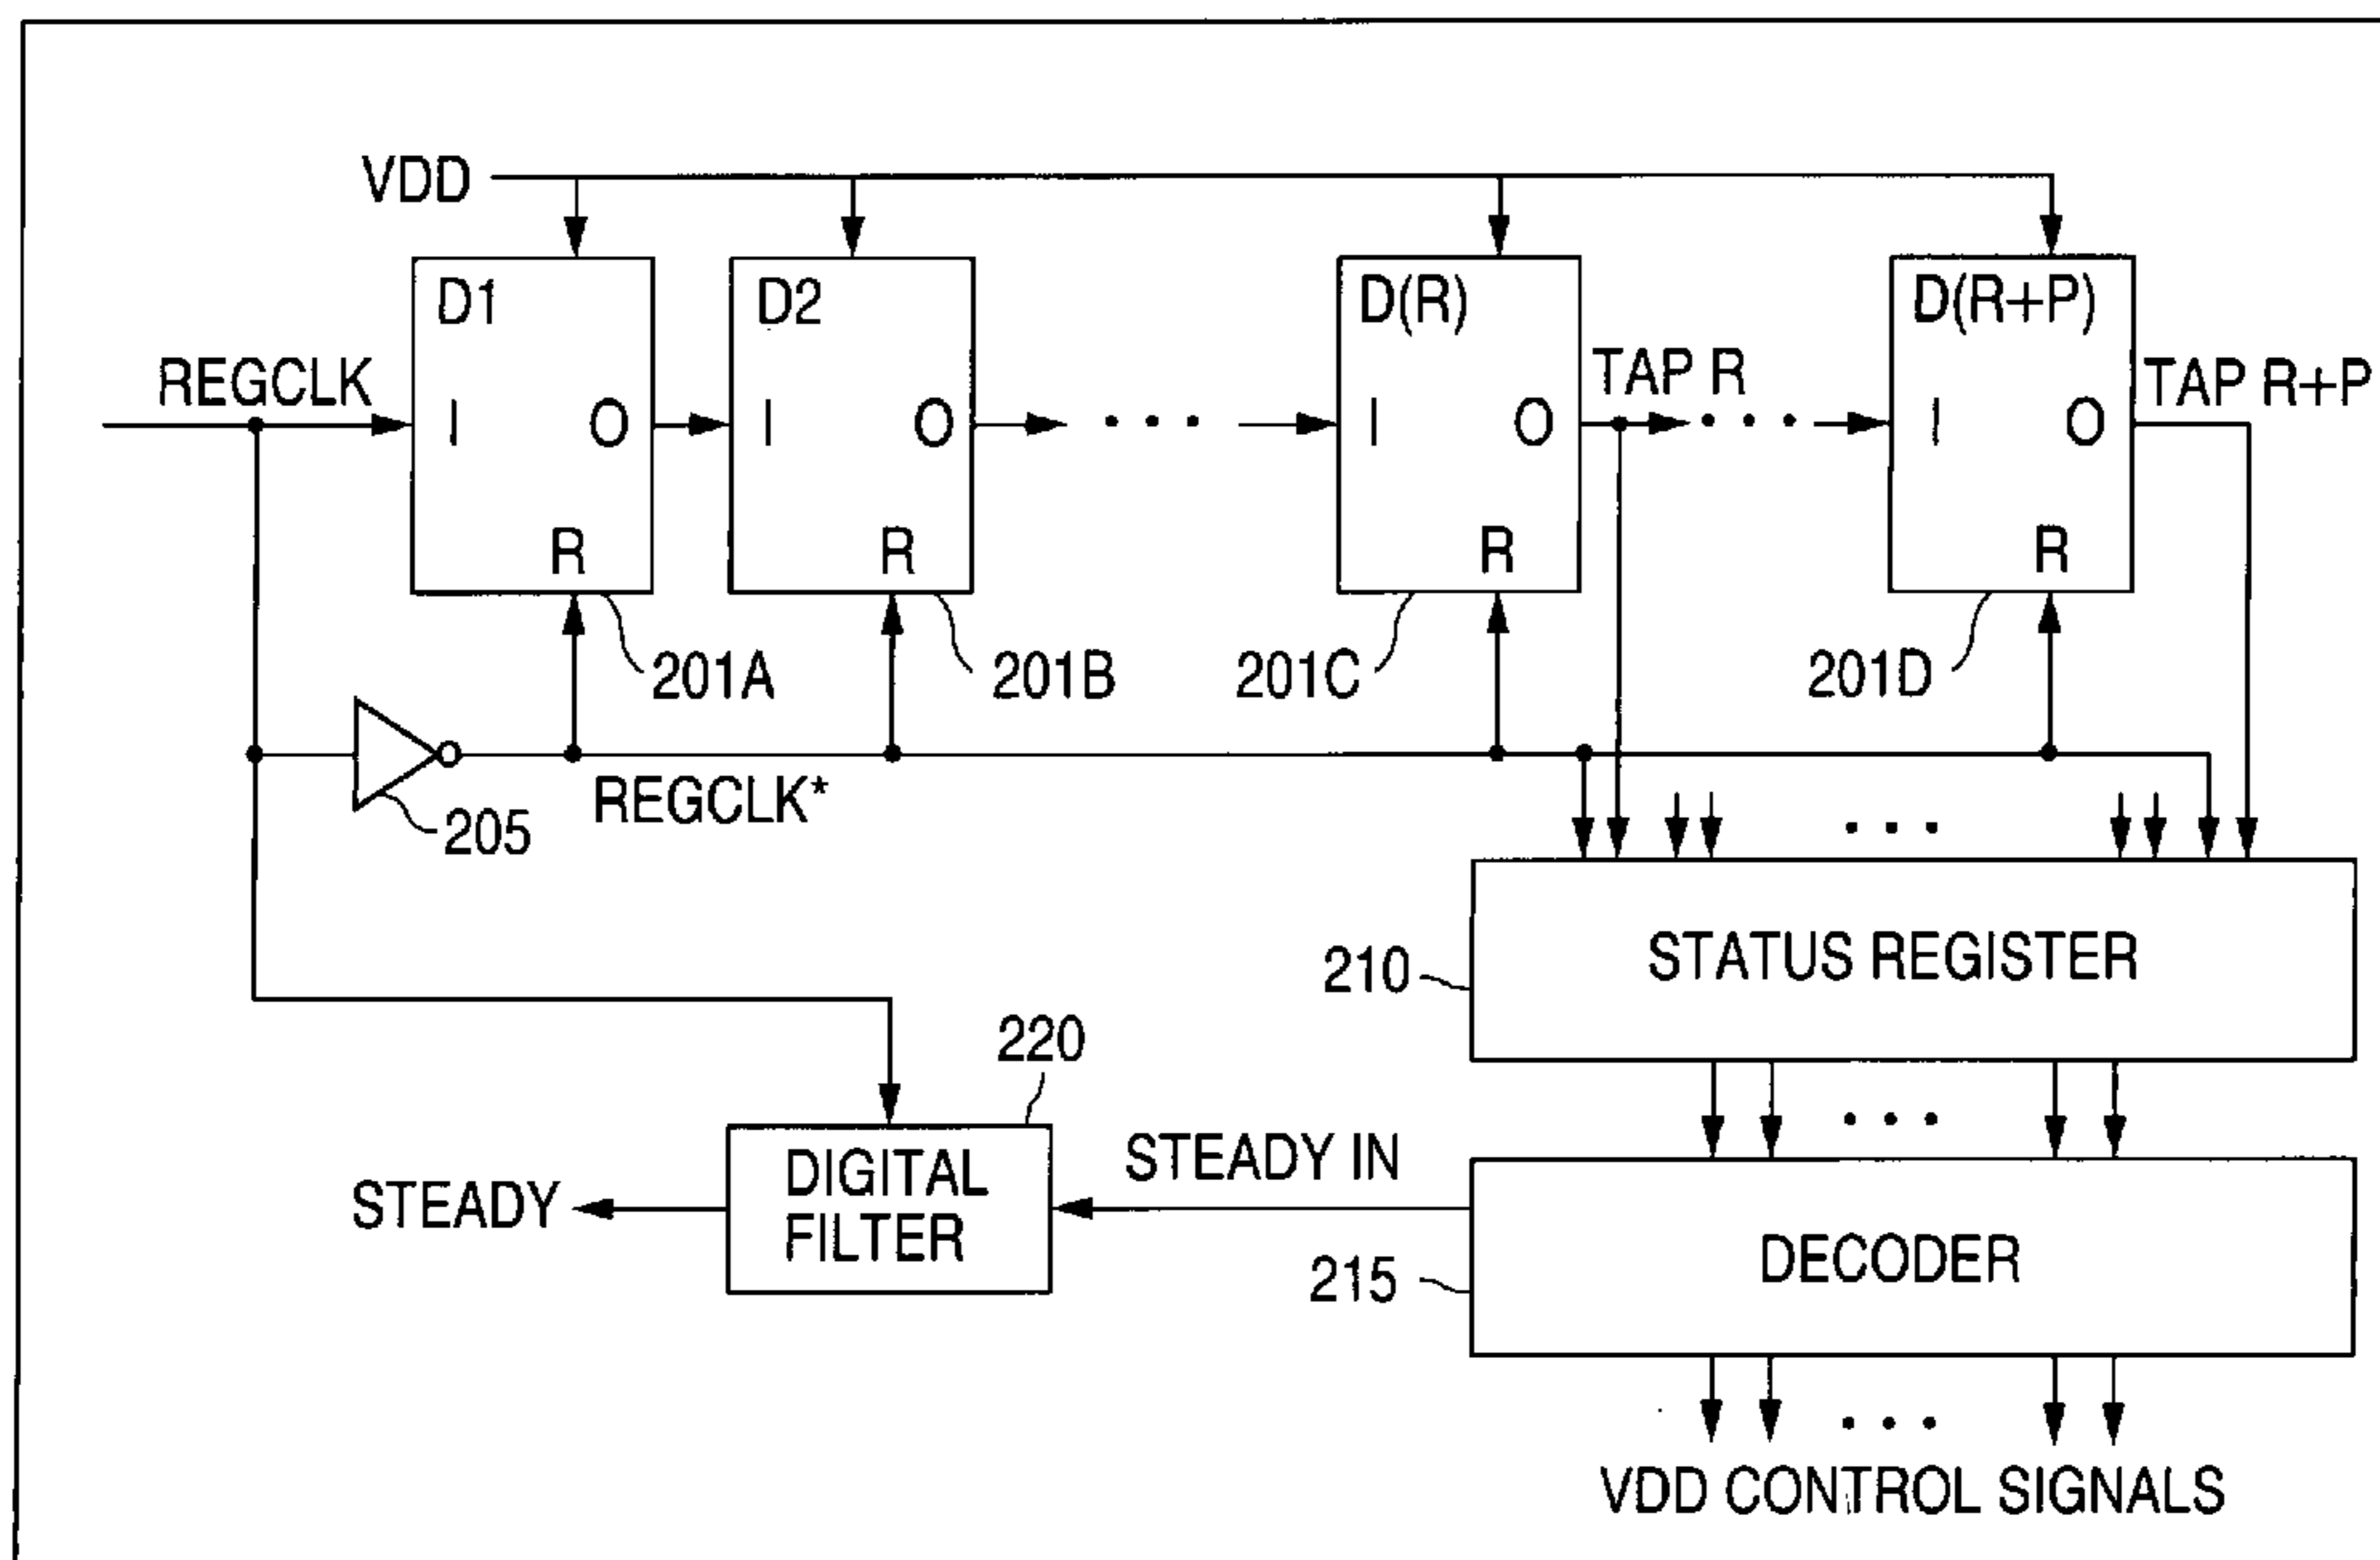 VDD
D1
D2
D(R)
D(R+P)
REGCLK
I
O
I
O
I
O
TAP R
I
O
TAP R+P
R
R
R
R
201A
201B
201C
201D
205
REGCLK*
210
STATUS REGISTER
220
STEADY
DIGITAL
FILTER
STEADY IN
215
DECODER
VDD CONTROL SIGNALS